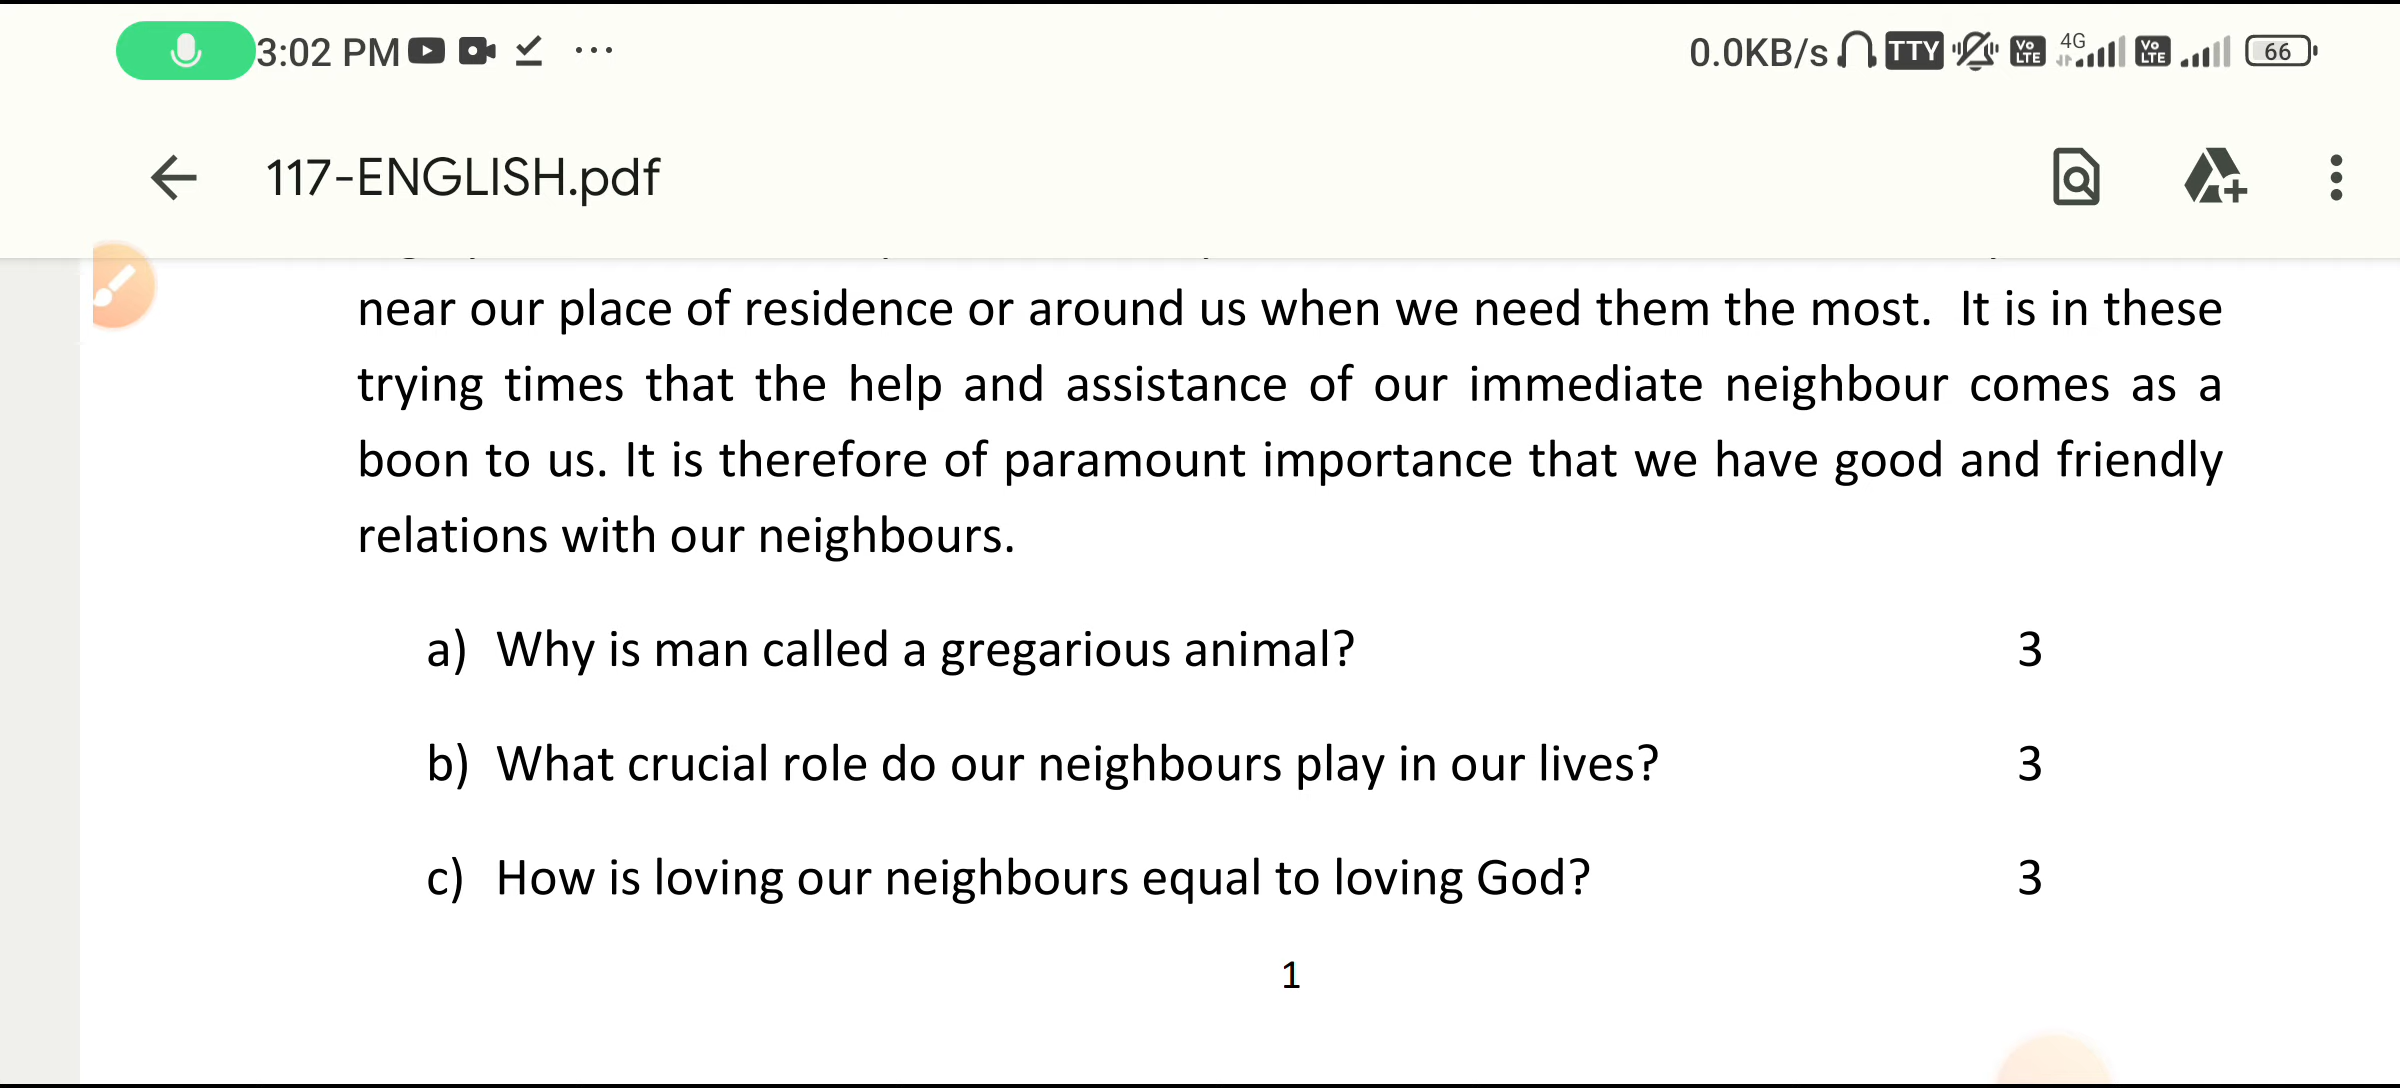 3:02 PM ...
0.0KB/s TTY Vo LTE 4G Vo LTE 66
117-ENGLISH.pdf
near our place of residence or around us when we need them the most. It is in these
trying times that the help and assistance of our immediate neighbour comes as a
boon to us. It is therefore of paramount importance that we have good and friendly
relations with our neighbours.
a) Why is man called a gregarious animal? 3
b) What crucial role do our neighbours play in our lives? 3
c) How is loving our neighbours equal to loving God? 3
1